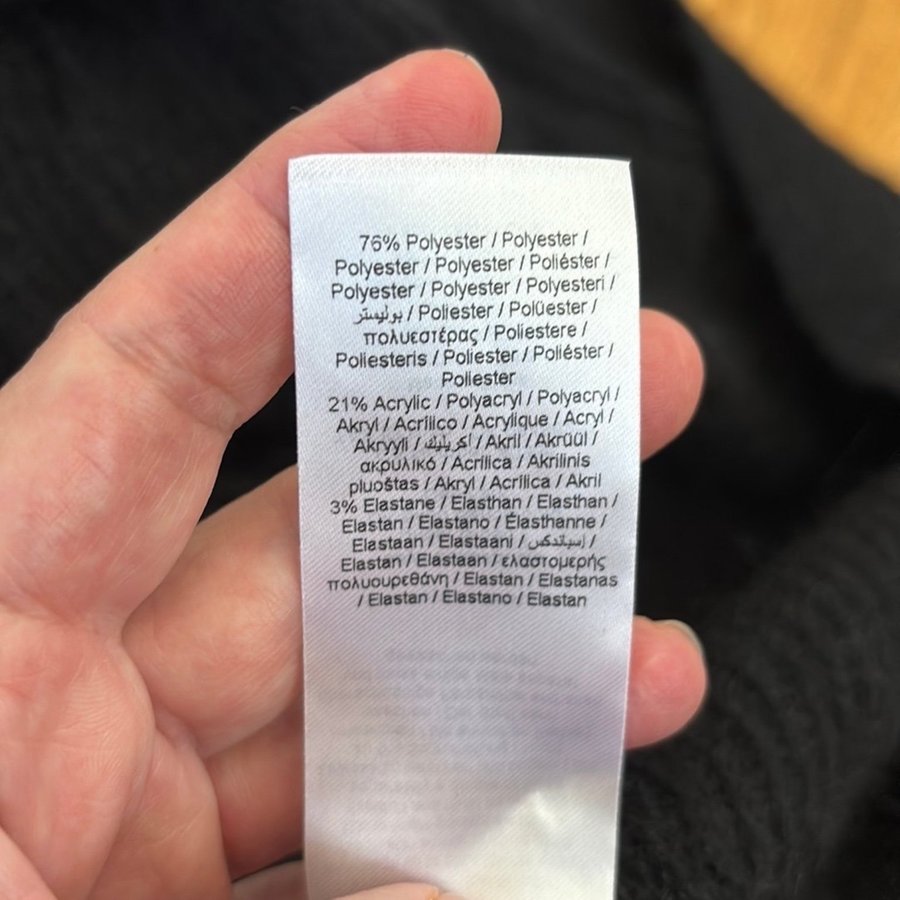 76% Polyester / Polyester /
Polyester / Polyester / Poliéster /
Polyester / Polyester / Polyesteri /
بوليستر / Poliester / Polüester /
πολυεστέρας / Poliestere /
Poliesteris / Poliester / Poliéster /
Poliester
21% Acrylic / Polyacryl / Polyacryl /
Akryl / Acrílico / Acrylique / Acryl /
Akryyli / أكريليك / Akril / Akrüül /
ακρυλικό / Acrilica / Akrilinis
pluoštas / Akryl / Acrílica / Akril
3% Elastane / Elasthan / Elasthan /
Elastan / Elastano / Élasthanne /
Elastaan / Elastaani / إسباندكس /
Elastan / Elastaan / ελαστομερής
πολυουρεθάνη / Elastan / Elastanas
/ Elastan / Elastano / Elastan